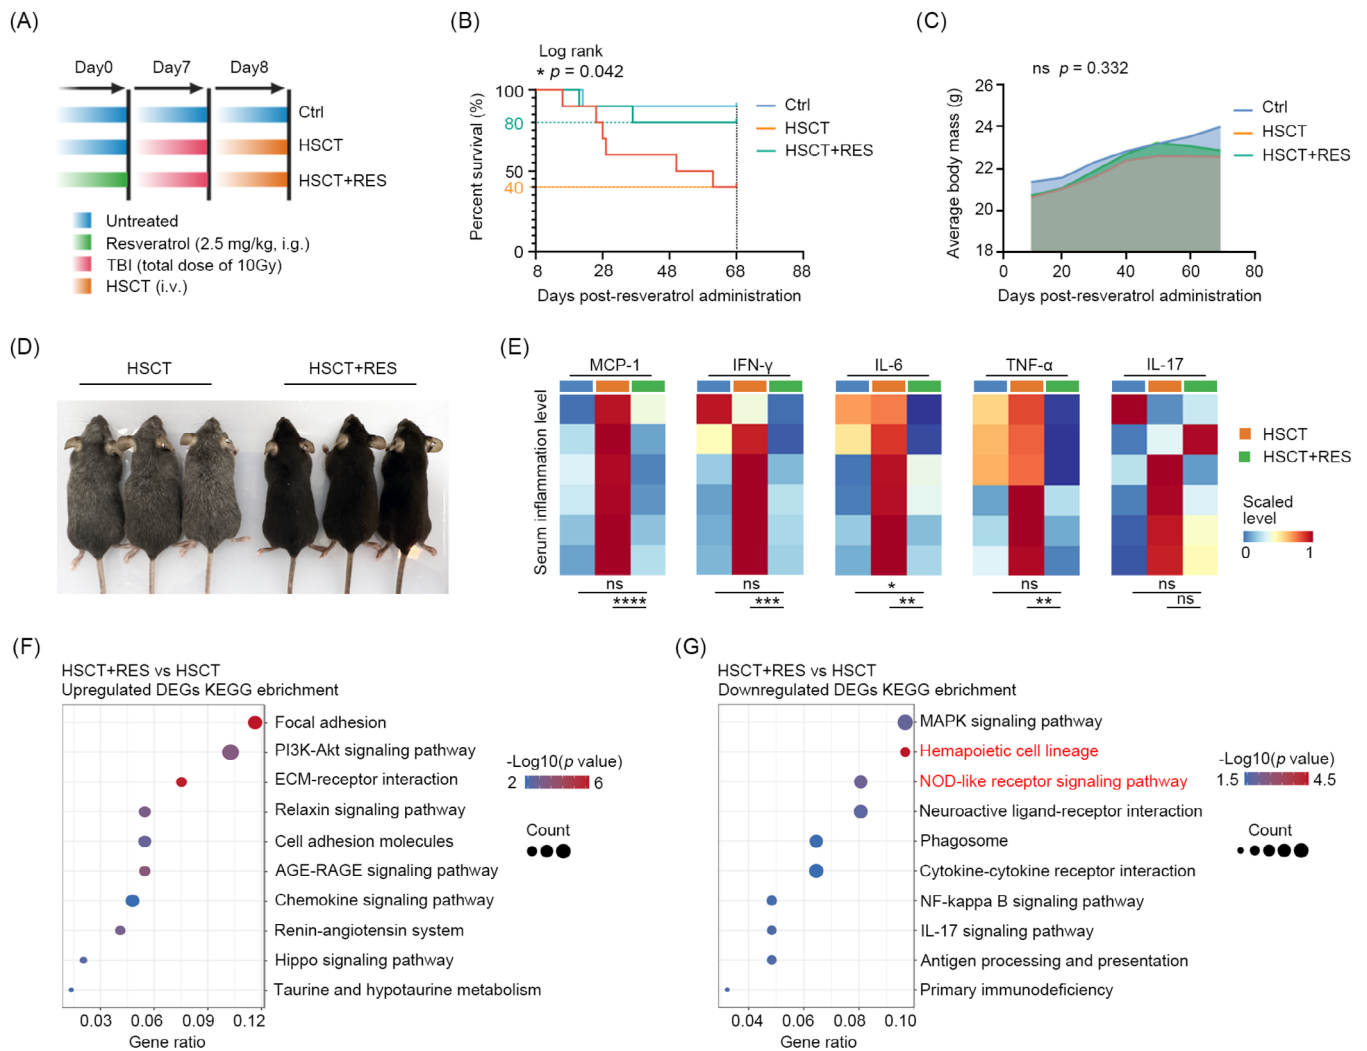 (A)
Day0 Day7 Day8
Ctrl
HSCT
HSCT+RES
Untreated
Resveratrol (2.5 mg/kg, i.g.)
TBI (total dose of 10Gy)
HSCT (i.v.)
(B)
Log rank
* p = 0.042
Percent survival (%)
100
80
50
40
0
8 28 48 68 88
Days post-resveratrol administration
Ctrl
HSCT
HSCT+RES
(C)
ns p = 0.332
Average body mass (g)
26
24
22
20
18
0 20 40 60 80
Days post-resveratrol administration
Ctrl
HSCT
HSCT+RES
(D)
HSCT HSCT+RES
(E)
MCP-1 IFN-γ IL-6 TNF-α IL-17
Serum inflammation level
ns ns * ns ns
**** *** ** ** ns
HSCT
HSCT+RES
Scaled
level
0 1
(F)
HSCT+RES vs HSCT
Upregulated DEGs KEGG ebrichment
Focal adhesion
PI3K-Akt signaling pathway
ECM-receptor interaction
Relaxin signaling pathway
Cell adhesion molecules
AGE-RAGE signaling pathway
Chemokine signaling pathway
Renin-angiotensin system
Hippo signaling pathway
Taurine and hypotaurine metabolism
0.03 0.06 0.09 0.12
Gene ratio
-Log10(p value)
2 6
Count
(G)
HSCT+RES vs HSCT
Downregulated DEGs KEGG ebrichment
MAPK signaling pathway
Hemapoietic cell lineage
NOD-like receptor signaling pathway
Neuroactive ligand-receptor interaction
Phagosome
Cytokine-cytokine receptor interaction
NF-kappa B signaling pathway
IL-17 signaling pathway
Antigen processing and presentation
Primary immunodeficiency
0.04 0.06 0.08 0.10
Gene ratio
-Log10(p value)
1.5 4.5
Count